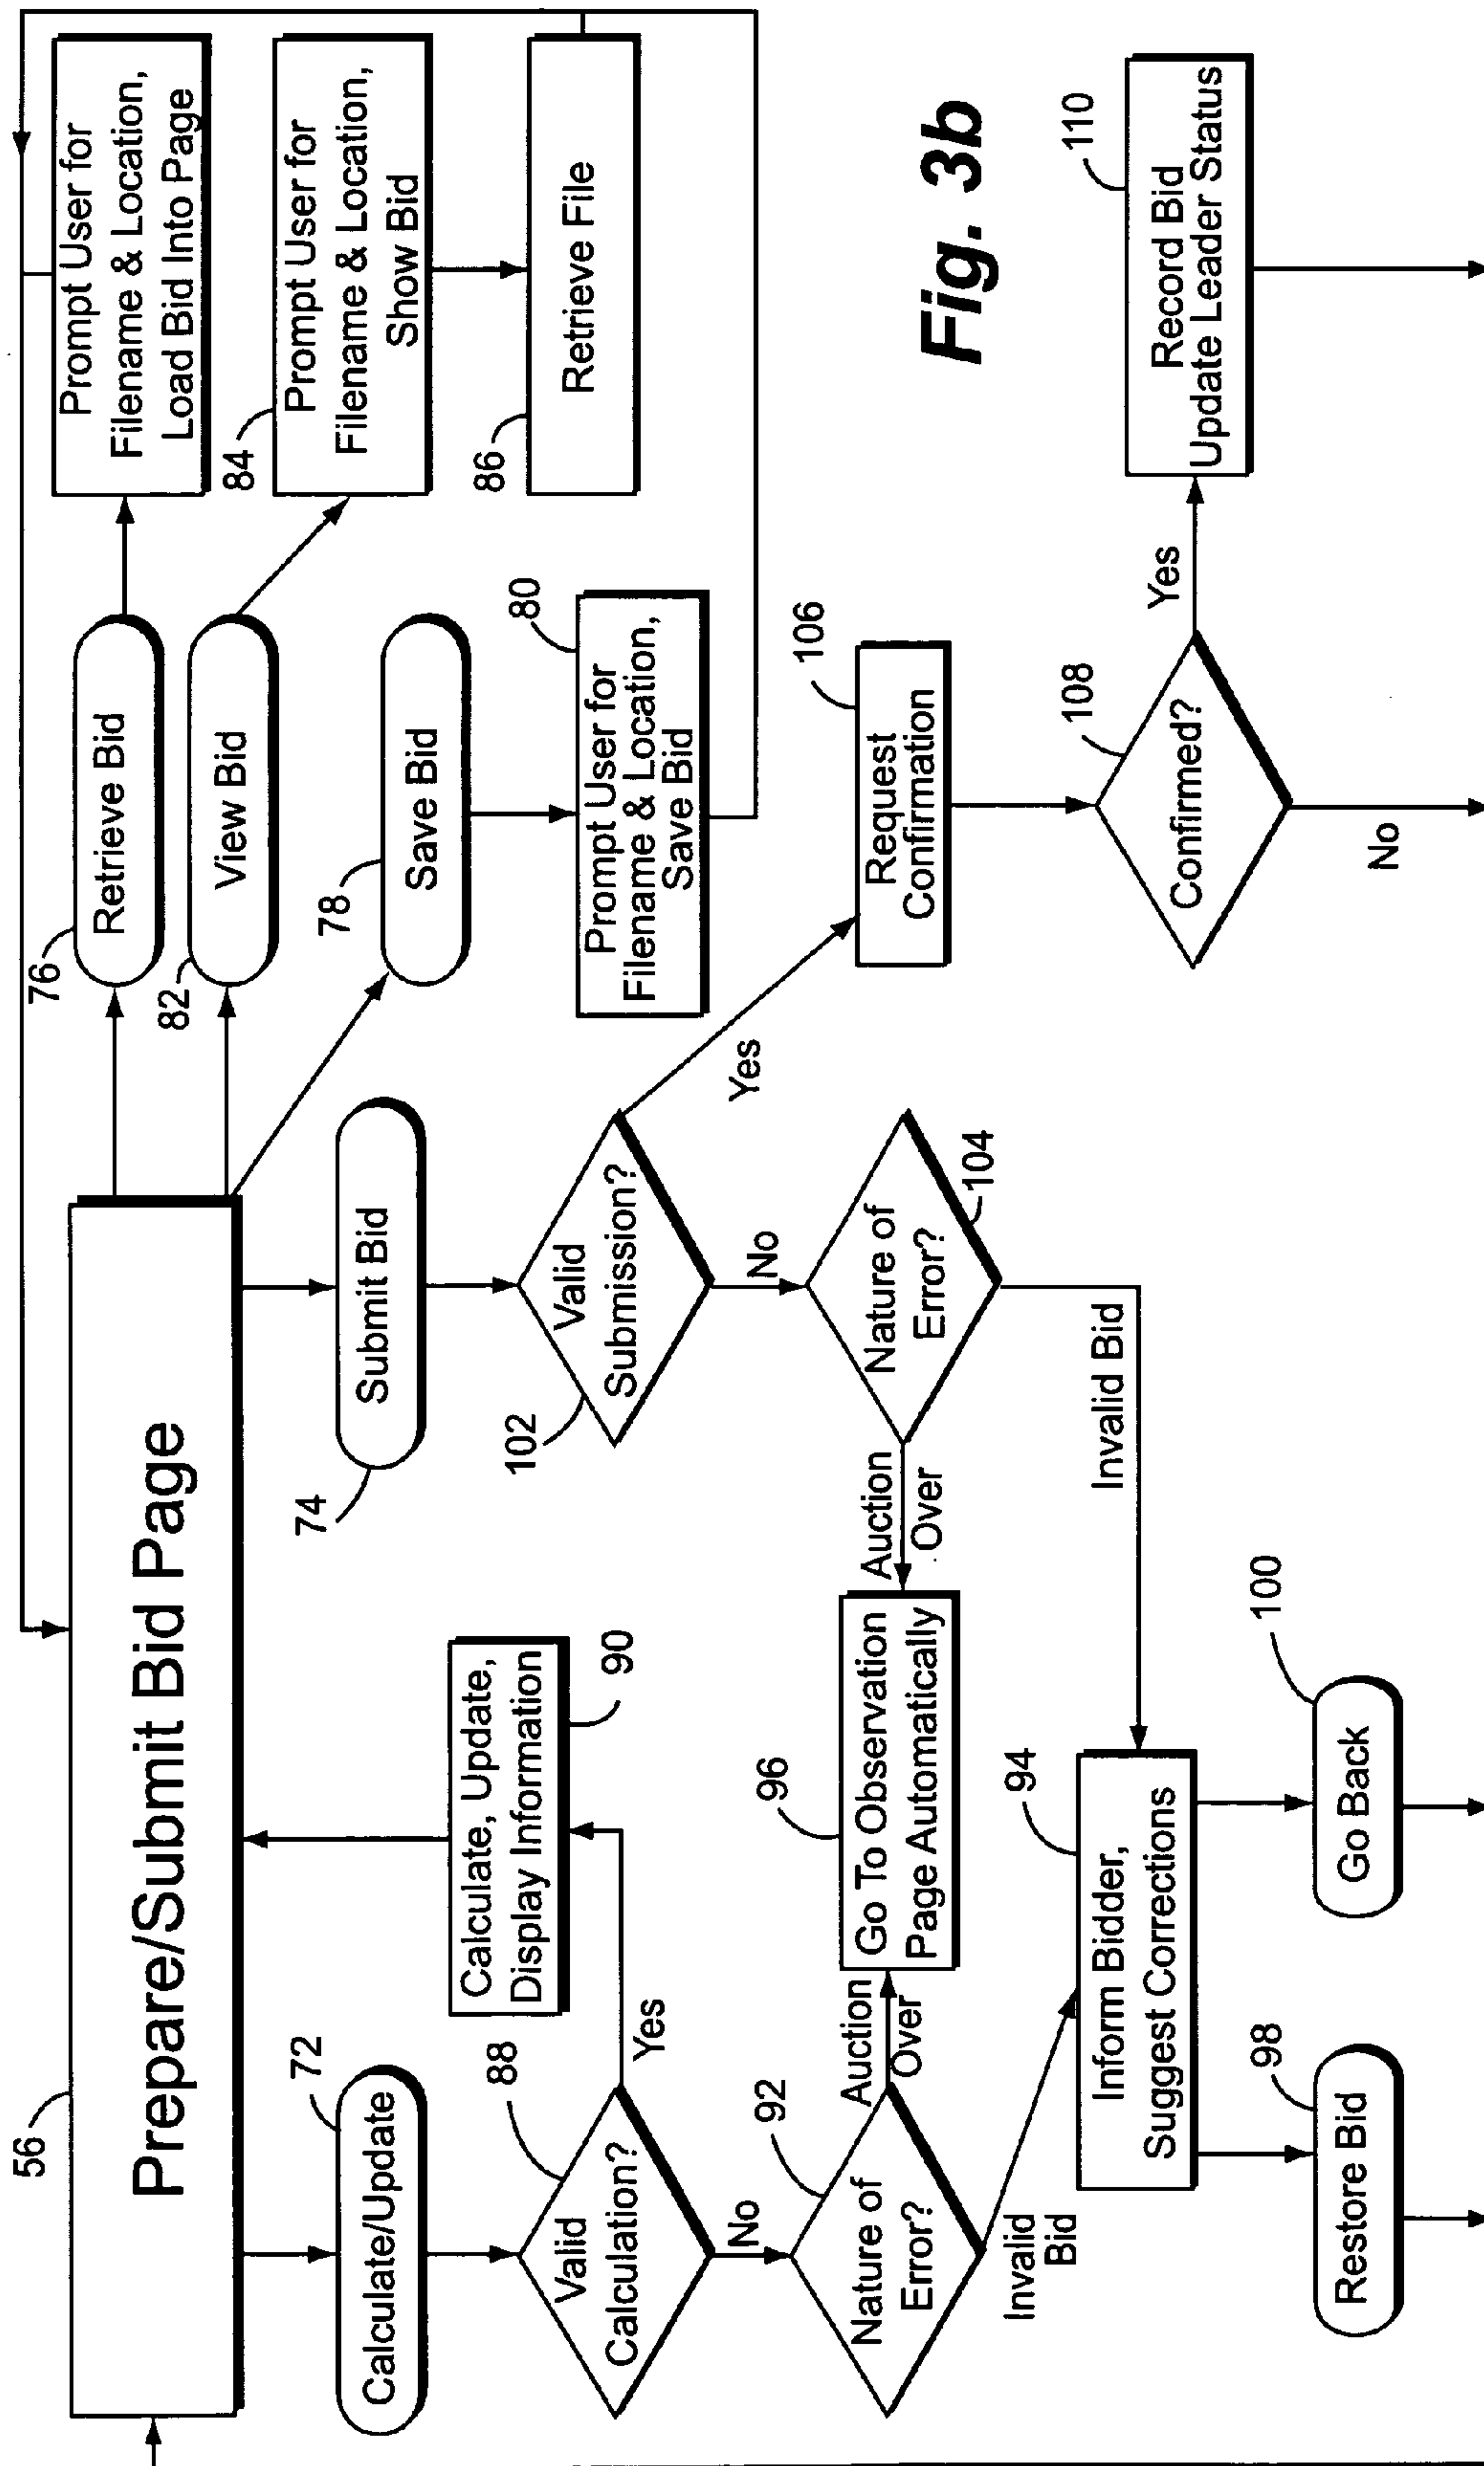 56
Prepare/Submit Bid Page
76
Retrieve Bid
Prompt User for
Filename & Location,
Load Bid Into Page
82
View Bid
84
Prompt User for
Filename & Location,
Show Bid
72
Calculate/Update
74
Submit Bid
78
Save Bid
86
Retrieve File
Calculate, Update,
Display Information
90
80
Prompt User for
Filename & Location,
Save Bid
88
Valid
Calculation?
Yes
No
102
Valid
Submission?
Yes
No
92
Nature of
Error?
Auction
Over
Invalid
Bid
96
Go To Observation
Page Automatically
Auction
Over
Nature of
Error?
104
Invalid Bid
106
Request
Confirmation
Fig. 3b
94
Inform Bidder,
Suggest Corrections
108
Confirmed?
Yes
No
110
Record Bid
Update Leader Status
98
Restore Bid
100
Go Back